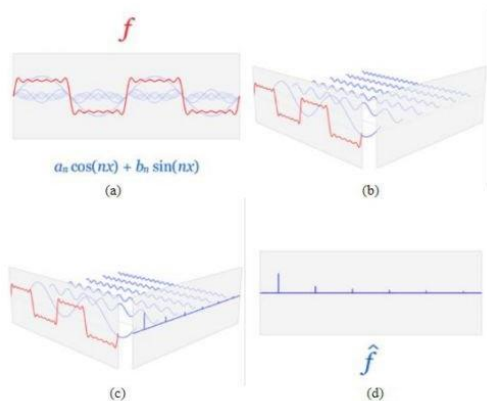 f
aₙ cos(nx) + bₙ sin(nx)
(a)
(b)
(c)
f̂
(d)